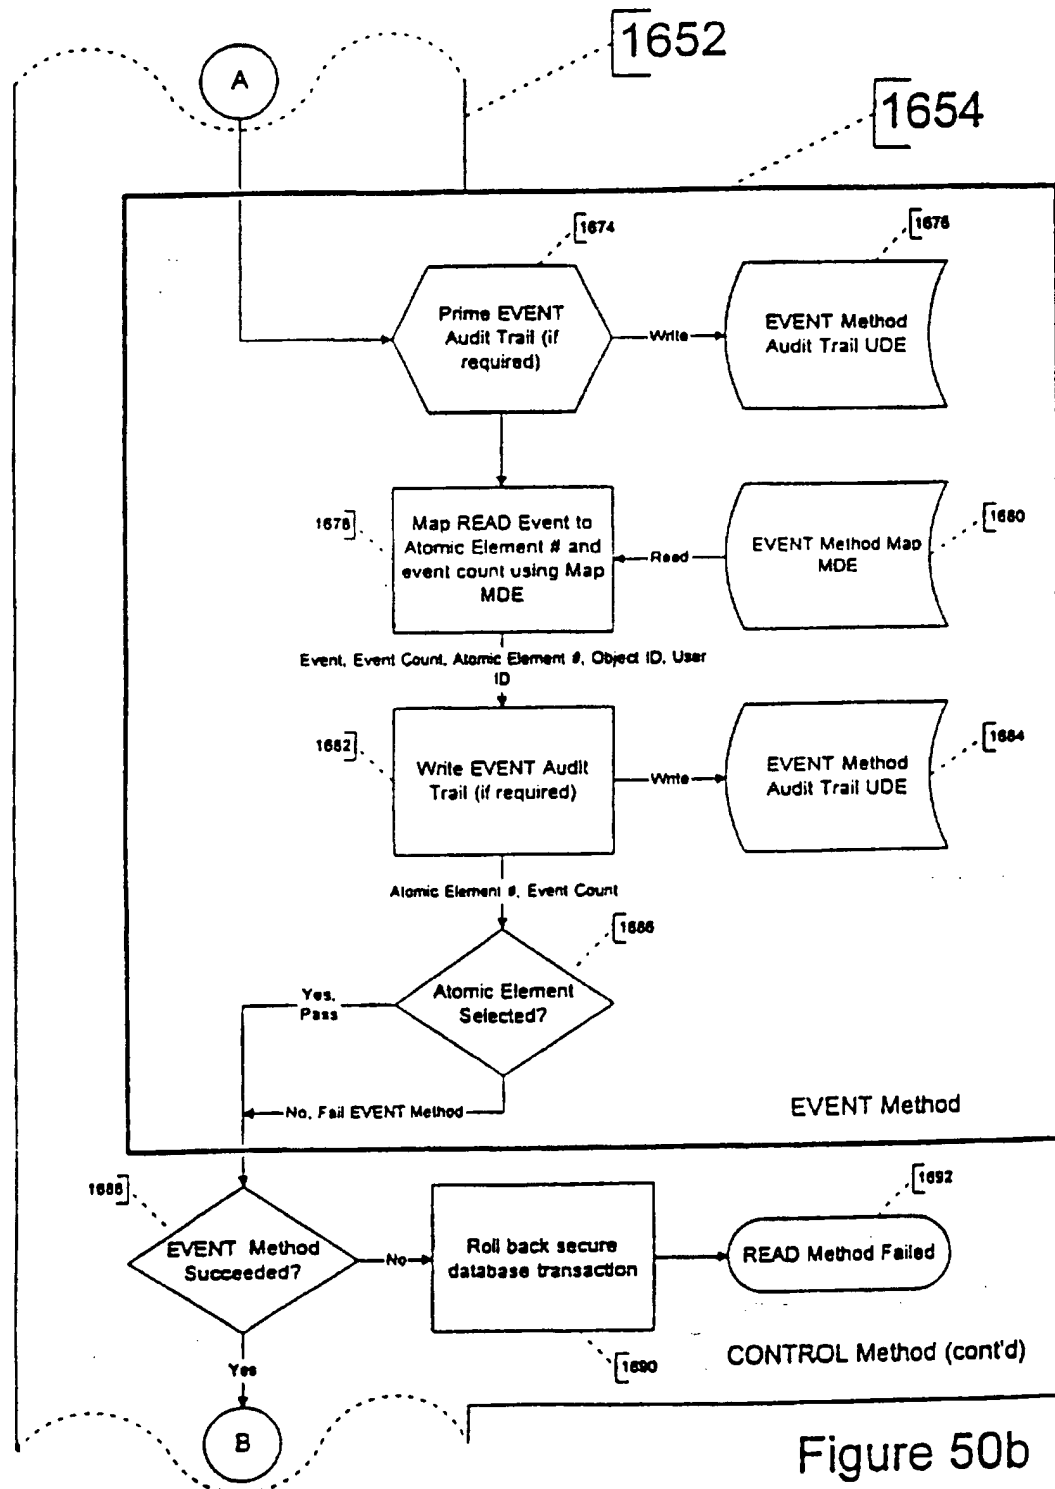 1652
A
1654
1674
1676
Prime EVENT
Audit Trail (if
required)
Write
EVENT Method
Audit Trail UDE
1678
Map READ Event to
Atomic Element # and
event count using Map
MDE
Read
EVENT Method Map
MDE
1680
Event, Event Count, Atomic Element #, Object ID, User
ID
1682
Write EVENT Audit
Trail (if required)
Write
EVENT Method
Audit Trail UDE
1684
Atomic Element #, Event Count
1686
Yes,
Pass
Atomic Element
Selected?
No, Fail EVENT Method
EVENT Method
1688
EVENT Method
Succeeded?
No
Roll back secure
database transaction
1692
READ Method Failed
Yes
1690
CONTROL Method (cont'd)
B
Figure 50b